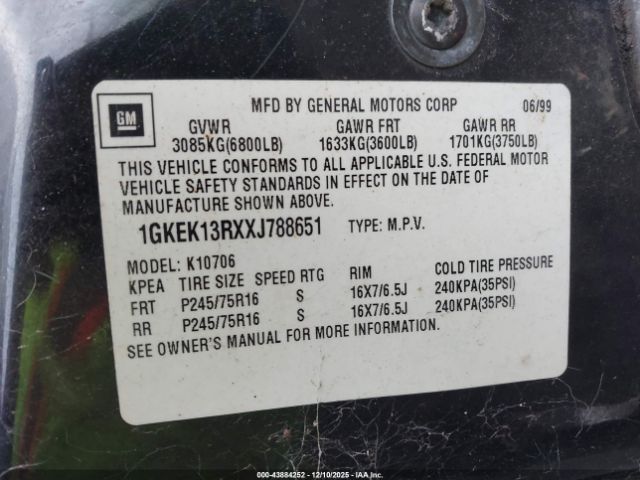 GM
MFD BY GENERAL MOTORS CORP 06/99
GVWR GAWR FRT GAWR RR
3085KG(6800LB) 1633KG(3600LB) 1701KG(3750LB)
THIS VEHICLE CONFORMS TO ALL APPLICABLE U.S. FEDERAL MOTOR
VEHICLE SAFETY STANDARDS IN EFFECT ON THE DATE OF
MANUFACTURE SHOWN ABOVE.
1GKEK13RXXJ788651 TYPE: M.P.V.
MODEL: K10706
KPEA TIRE SIZE SPEED RTG RIM COLD TIRE PRESSURE
FRT P245/75R16 S 16X7/6.5J 240KPA(35PSI)
RR P245/75R16 S 16X7/6.5J 240KPA(35PSI)
SEE OWNER'S MANUAL FOR MORE INFORMATION.
000-43884252 - 12/10/2025 - IAAI.COM